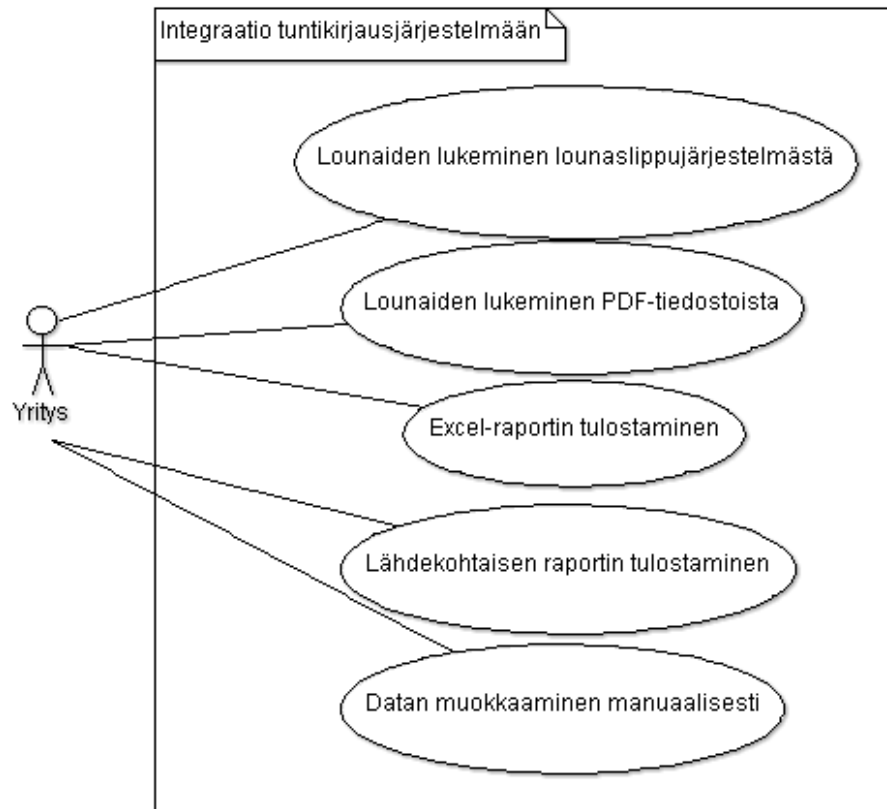 Integraatio tuntikirjausjärjestelmään
Lounaiden lukeminen lounaslippujärjestelmästä
Lounaiden lukeminen PDF-tiedostoista
Yritys
Excel-raportin tulostaminen
Lähdekohtaisen raportin tulostaminen
Datan muokkaaminen manuaalisesti